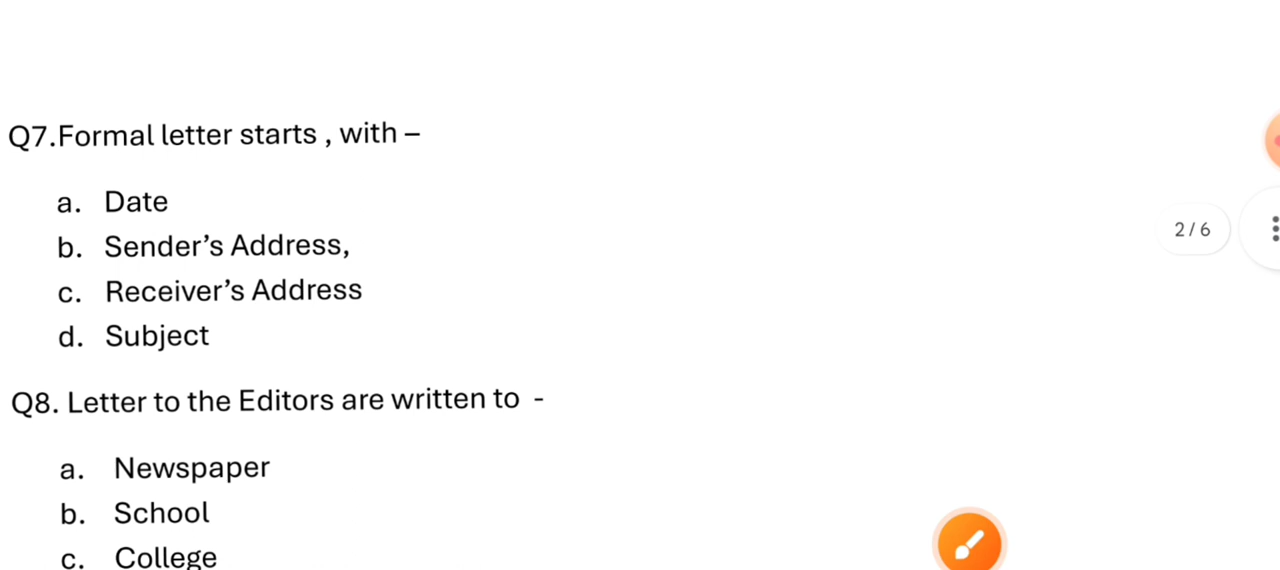 Q7.Formal letter starts , with –
a. Date
b. Sender’s Address,
c. Receiver’s Address
d. Subject
2 / 6
Q8. Letter to the Editors are written to -
a. Newspaper
b. School
c. College